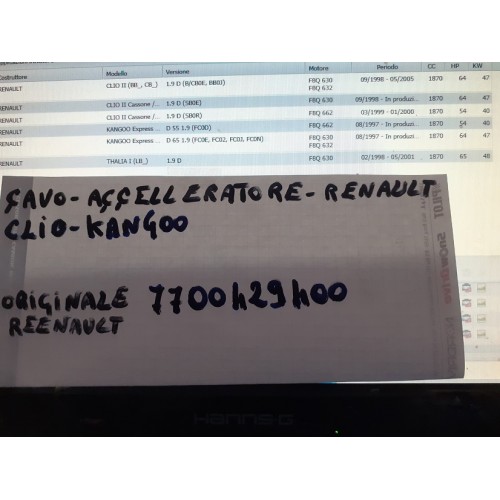 Costruttore Modello Versione Motore Periodo CC HP KW
RENAULT CLIO II (BB_, CB_) 1.9 D (B/CB0E, BB0J) F8Q 630 09/1998 - 05/2005 1870 64 47
F8Q 632
RENAULT CLIO II Cassone /... 1.9 D (SB0E) F8Q 630 09/1998 - In produzi... 1870 64 47
CLIO II Cassone /... 1.9 D (SB0R) F8Q 662 03/1999 - 01/2000 1870 54 40
RENAULT KANGOO Express ... D 55 1.9 (FC0D) F8Q 662 08/1997 - In produzi... 1870 54 40
RENAULT KANGOO Express ... D 65 1.9 (FC0E, FC02, FC0J, FC0N) F8Q 630 08/1997 - In produzi... 1870 64 47
F8Q 632
RENAULT THALIA I (LB_) 1.9 D F8Q 630 02/1998 - 05/2001 1870 65 48
ÇAVO-AÇÇELLERATORE-RENAULT
CLIO-KANGOO
ORIGINALE 7700429400
REENAULT
HANNS-G